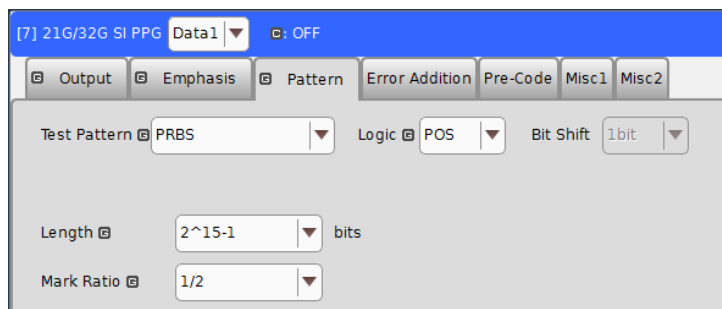 [7] 21G/32G SI PPG Data1 C: OFF
G Output G Emphasis G Pattern Error Addition Pre-Code Misc1 Misc2
Test Pattern G PRBS Logic G POS Bit Shift 1bit
Length G 2^15-1 bits
Mark Ratio G 1/2